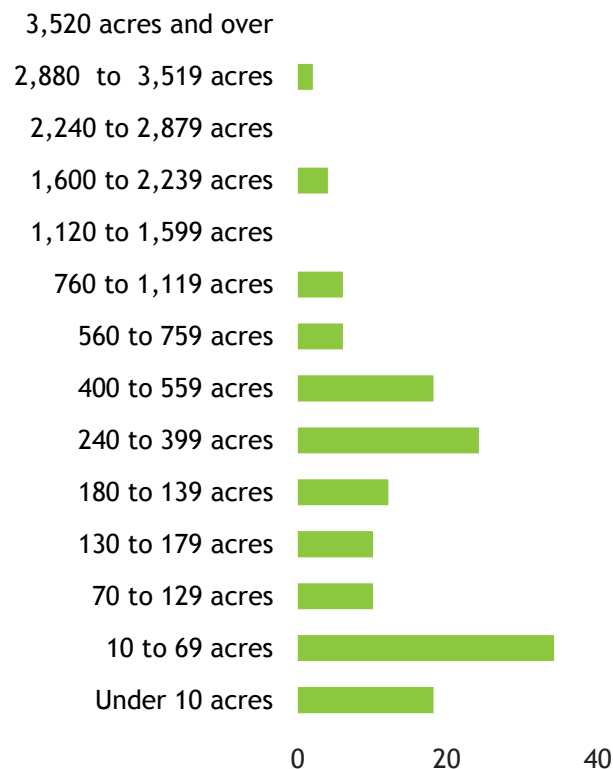 3,520 acres and over
2,880 to 3,519 acres
2,240 to 2,879 acres
1,600 to 2,239 acres
1,120 to 1,599 acres
760 to 1,119 acres
560 to 759 acres
400 to 559 acres
240 to 399 acres
180 to 139 acres
130 to 179 acres
70 to 129 acres
10 to 69 acres
Under 10 acres
0 20 40